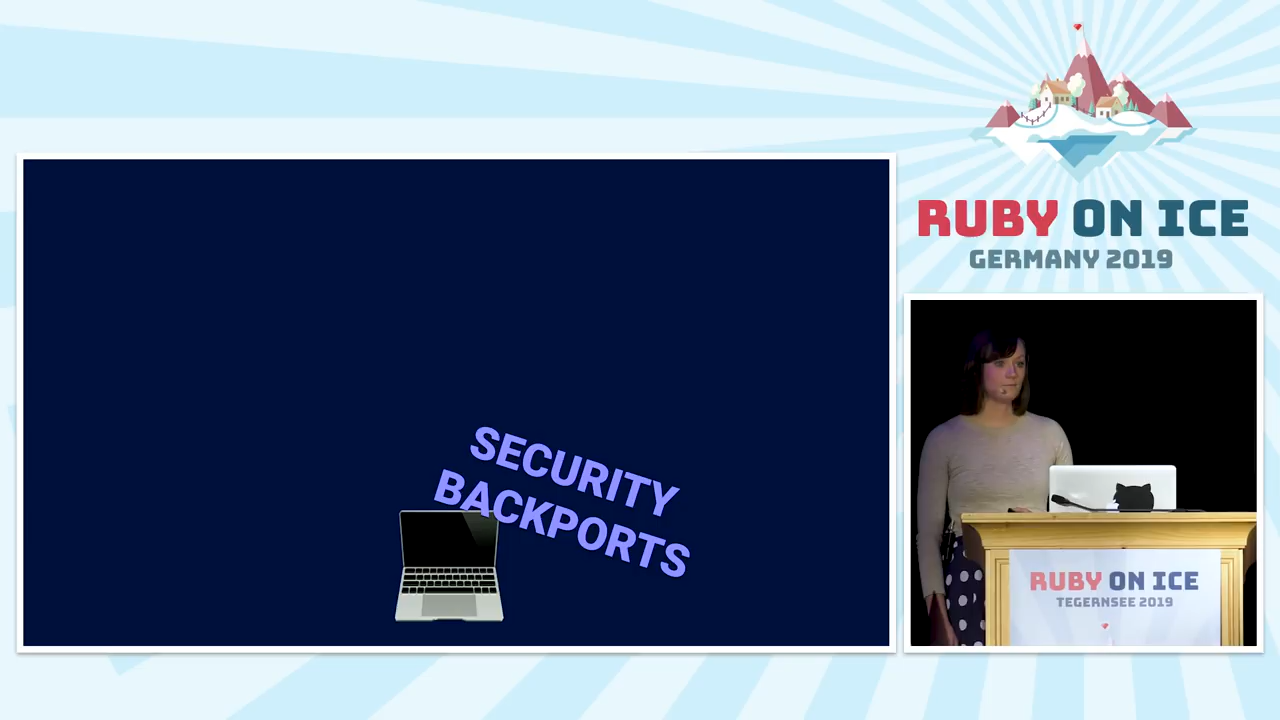 SECURITY
BACKPORTS
RUBY ON ICE
GERMANY 2019
RUBY ON ICE
TEGERNSEE 2019